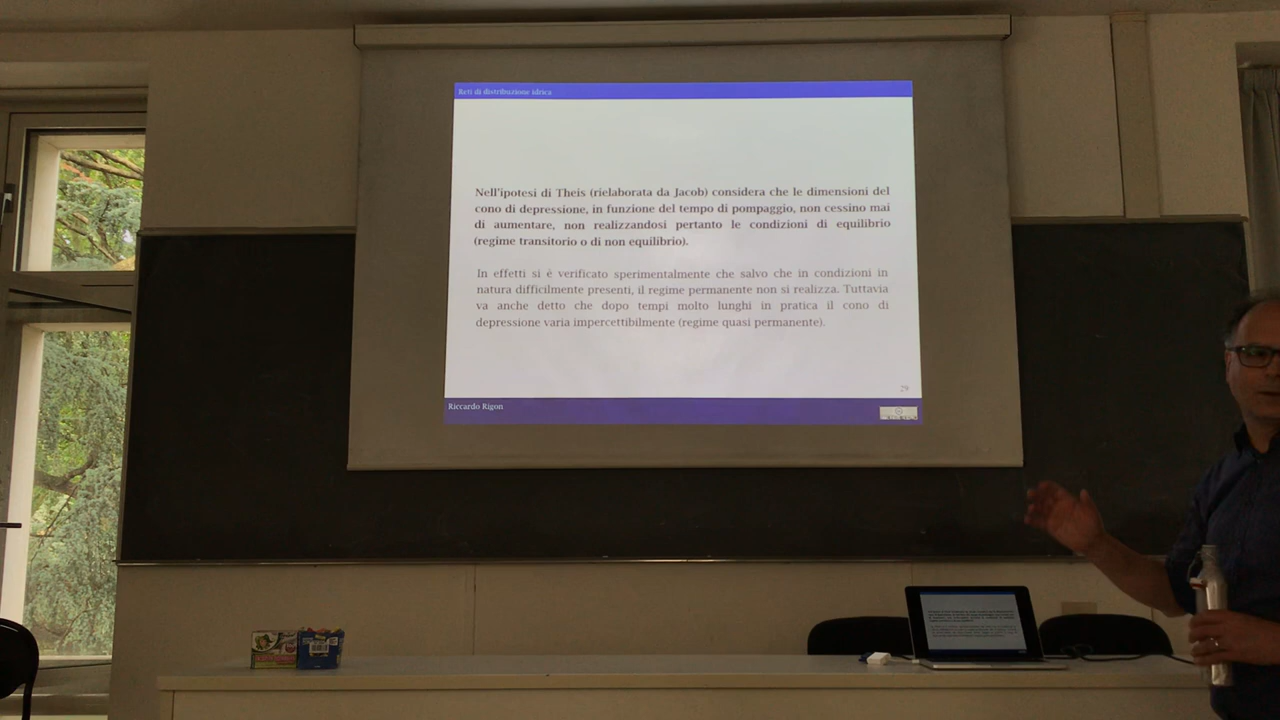 Reti di distribuzione idrica
Nell'ipotesi di Theis (rielaborata da Jacob) considera che le dimensioni del
cono di depressione, in funzione del tempo di pompaggio, non cessino mai
di aumentare, non realizzandosi pertanto le condizioni di equilibrio
(regime transitorio o di non equilibrio).
In effetti si é verificato sperimentalmente che salvo che in condizioni in
natura difficilmente presenti, il regime permanente non si realizza. Tuttavia
va anche detto che dopo tempi molto lunghi in pratica il cono di
depressione varia impercettibilmente (regime quasi permanente).
29
Riccardo Rigon